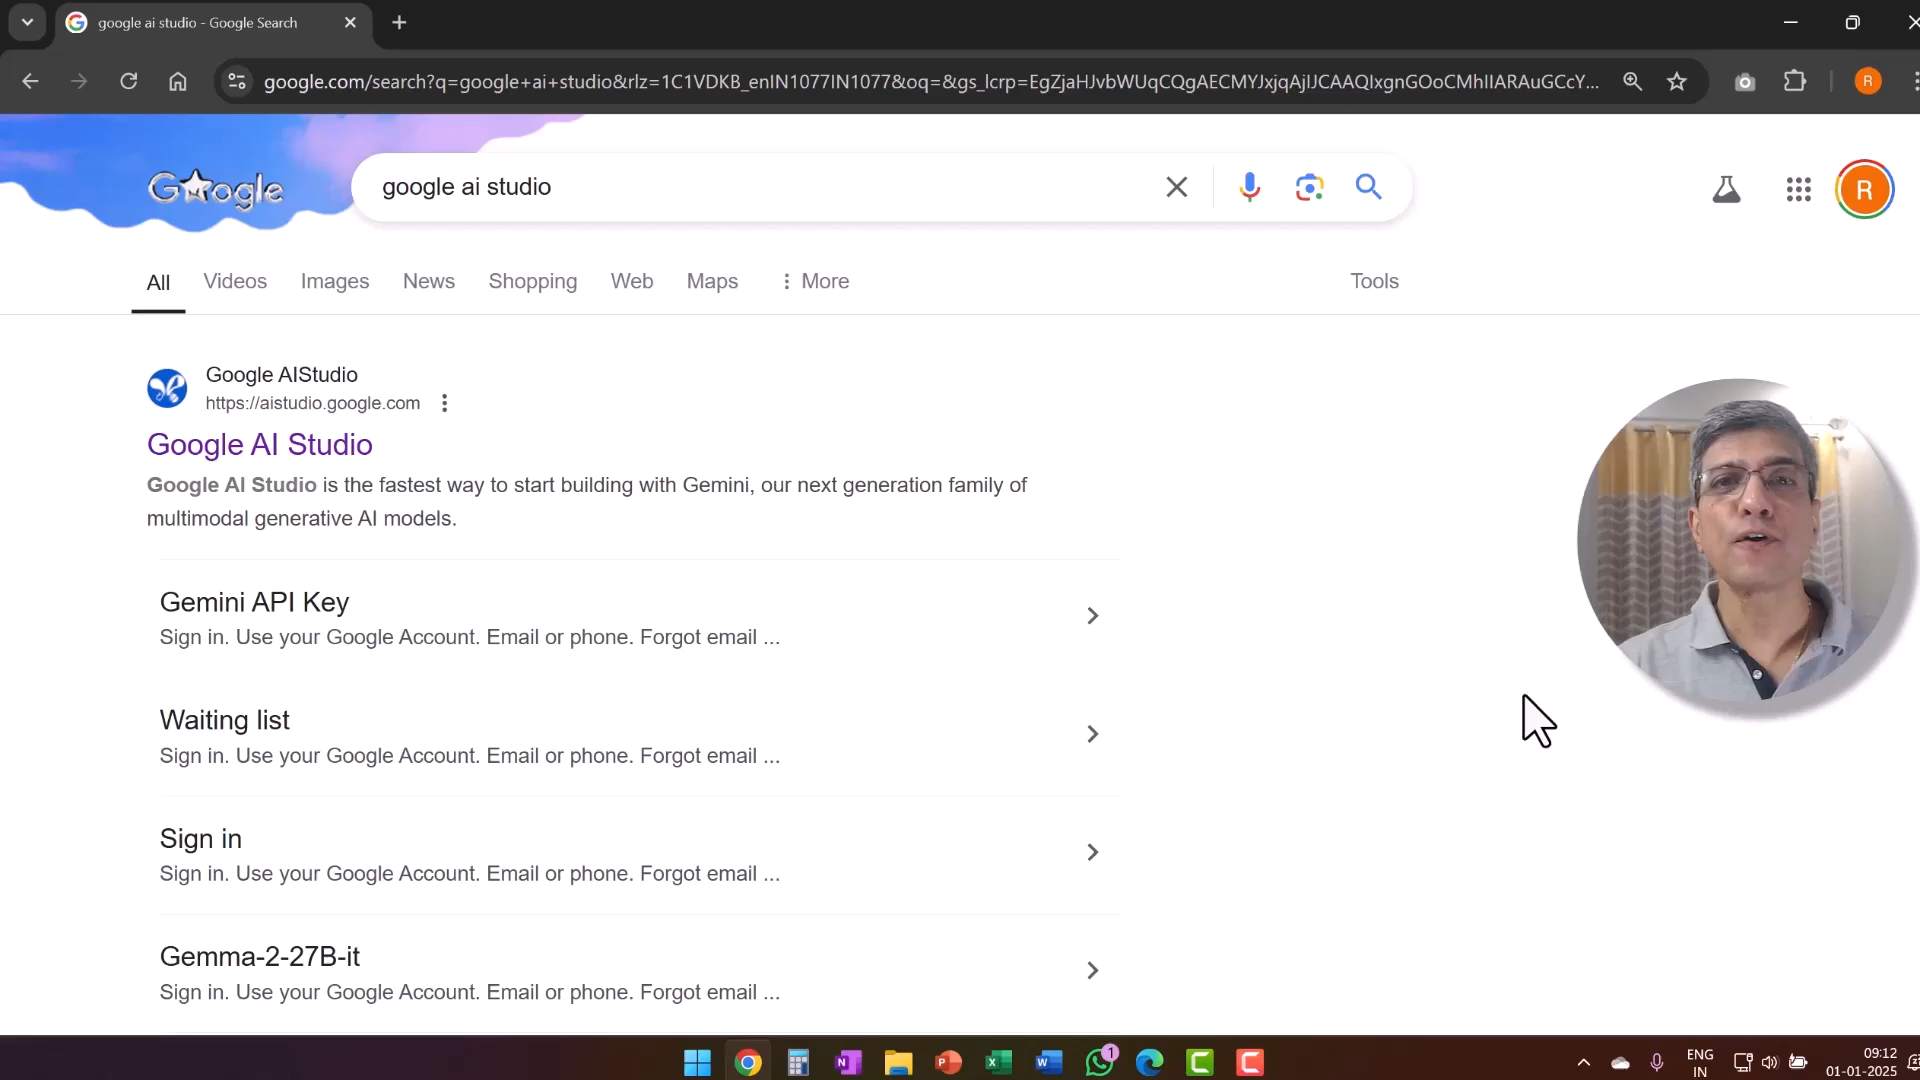 google ai studio - Google Search
google.com/search?q=google+ai+studio&rlz=1C1VDKB_enIN1077IN1077&oq=&gs_lcrp=EgZjaHJvbWUqCQgAECMYJxjqAjIJCAAQIxgnGOoCMhIIARAuGCcY...
R
Google
google ai studio
R
All
Videos
Images
News
Shopping
Web
Maps
More
Tools
Google AIStudio
https://aistudio.google.com
Google AI Studio
Google AI Studio is the fastest way to start building with Gemini, our next generation family of
multimodal generative AI models.
Gemini API Key
Sign in. Use your Google Account. Email or phone. Forgot email ...
Waiting list
Sign in. Use your Google Account. Email or phone. Forgot email ...
Sign in
Sign in. Use your Google Account. Email or phone. Forgot email ...
Gemma-2-27B-it
Sign in. Use your Google Account. Email or phone. Forgot email ...
1
ENG
IN
09:12
01-01-2025